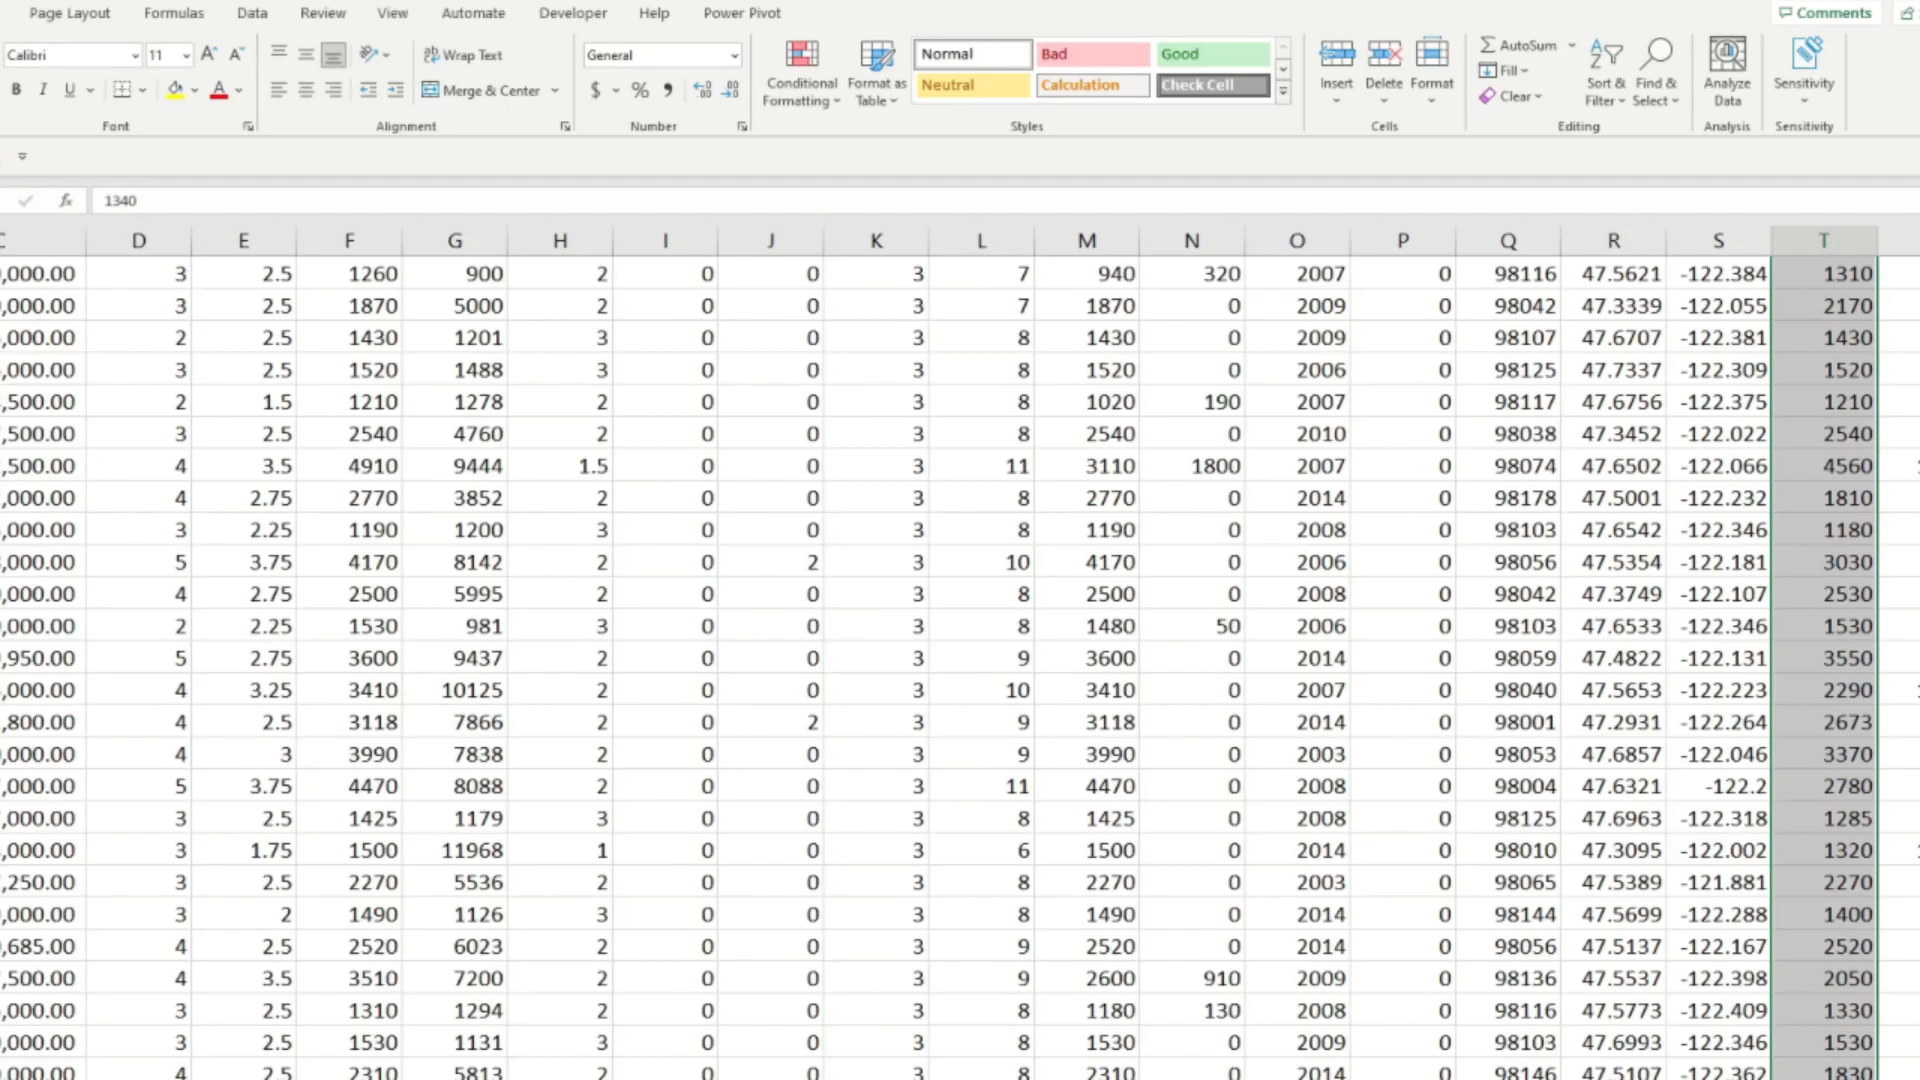 Page Layout Formulas Data Review View Automate Developer Help Power Pivot Comments
Calibri 11 A A Wrap Text General Normal Bad Good AutoSum
Conditional Formatting Format as Table Insert Delete Format Fill Sort & Filter Find & Select Analyze Data Sensitivity
B I U A Merge & Center $ % , Neutral Calculation Check Cell Clear
Font Alignment Number Styles Cells Editing Analysis Sensitivity
fx 1340
D E F G H I J K L M N O P Q R S T
,000.00 3 2.5 1260 900 2 0 0 3 7 940 320 2007 0 98116 47.5621 -122.384 1310
,000.00 3 2.5 1870 5000 2 0 0 3 7 1870 0 2009 0 98042 47.3339 -122.055 2170
,000.00 2 2.5 1430 1201 3 0 0 3 8 1430 0 2009 0 98107 47.6707 -122.381 1430
,000.00 3 2.5 1520 1488 3 0 0 3 8 1520 0 2006 0 98125 47.7337 -122.309 1520
,500.00 2 1.5 1210 1278 2 0 0 3 8 1020 190 2007 0 98117 47.6756 -122.375 1210
,500.00 3 2.5 2540 4760 2 0 0 3 8 2540 0 2010 0 98038 47.3452 -122.022 2540
,500.00 4 3.5 4910 9444 1.5 0 0 3 11 3110 1800 2007 0 98074 47.6502 -122.066 4560
,000.00 4 2.75 2770 3852 2 0 0 3 8 2770 0 2014 0 98178 47.5001 -122.232 1810
,000.00 3 2.25 1190 1200 3 0 0 3 8 1190 0 2008 0 98103 47.6542 -122.346 1180
,000.00 5 3.75 4170 8142 2 0 2 3 10 4170 0 2006 0 98056 47.5354 -122.181 3030
,000.00 4 2.75 2500 5995 2 0 0 3 8 2500 0 2008 0 98042 47.3749 -122.107 2530
,000.00 2 2.25 1530 981 3 0 0 3 8 1480 50 2006 0 98103 47.6533 -122.346 1530
,950.00 5 2.75 3600 9437 2 0 0 3 9 3600 0 2014 0 98059 47.4822 -122.131 3550
,000.00 4 3.25 3410 10125 2 0 0 3 10 3410 0 2007 0 98040 47.5653 -122.223 2290
,800.00 4 2.5 3118 7866 2 0 2 3 9 3118 0 2014 0 98001 47.2931 -122.264 2673
,000.00 4 3 3990 7838 2 0 0 3 9 3990 0 2003 0 98053 47.6857 -122.046 3370
,000.00 5 3.75 4470 8088 2 0 0 3 11 4470 0 2008 0 98004 47.6321 -122.2 2780
,000.00 3 2.5 1425 1179 3 0 0 3 8 1425 0 2008 0 98125 47.6963 -122.318 1285
,000.00 3 1.75 1500 11968 1 0 0 3 6 1500 0 2014 0 98010 47.3095 -122.002 1320
,250.00 3 2.5 2270 5536 2 0 0 3 8 2270 0 2003 0 98065 47.5389 -121.881 2270
,000.00 3 2 1490 1126 3 0 0 3 8 1490 0 2014 0 98144 47.5699 -122.288 1400
,685.00 4 2.5 2520 6023 2 0 0 3 9 2520 0 2014 0 98056 47.5137 -122.167 2520
,500.00 4 3.5 3510 7200 2 0 0 3 9 2600 910 2009 0 98136 47.5537 -122.398 2050
,000.00 3 2.5 1310 1294 2 0 0 3 8 1180 130 2008 0 98116 47.5773 -122.409 1330
,000.00 3 2.5 1530 1131 3 0 0 3 8 1530 0 2009 0 98103 47.6993 -122.346 1530
,000.00 4 2.5 2310 5813 2 0 0 3 8 2310 0 2014 0 98146 47.5107 -122.362 1830